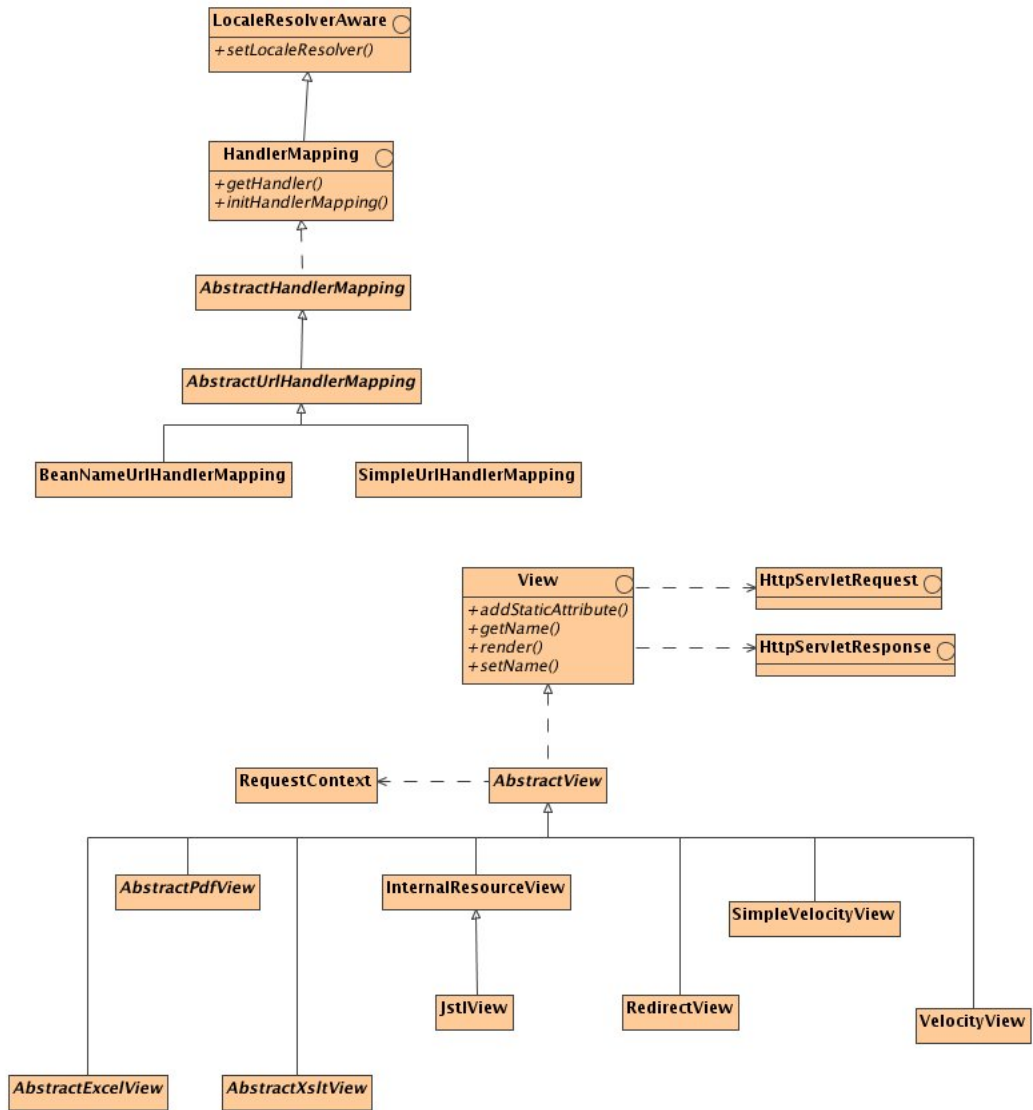 LocaleResolverAware
+setLocaleResolver()
HandlerMapping
+getHandler()
+initHandlerMapping()
AbstractHandlerMapping
AbstractUrlHandlerMapping
BeanNameUrlHandlerMapping
SimpleUrlHandlerMapping
View
+addStaticAttribute()
+getName()
+render()
+setName()
HttpServletRequest
HttpServletResponse
RequestContext
AbstractView
AbstractPdfView
InternalResourceView
SimpleVelocityView
JstlView
RedirectView
VelocityView
AbstractExcelView
AbstractXsltView